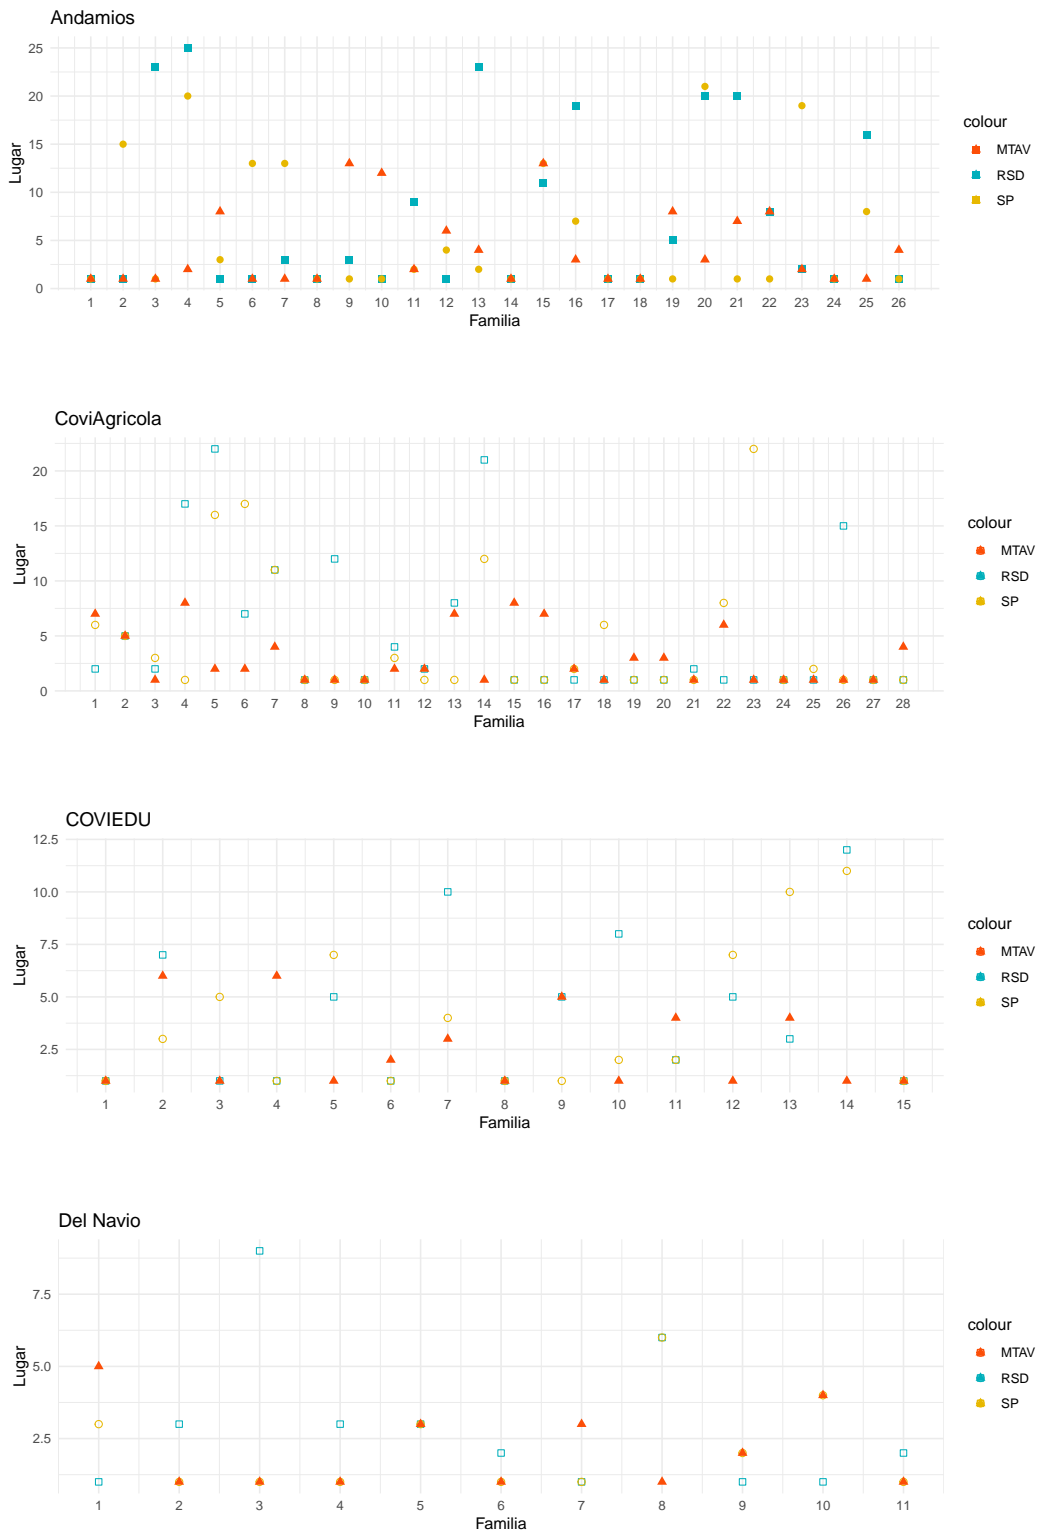 Andamios
25
20
15
10
5
0
Lugar
1 2 3 4 5 6 7 8 9 10 11 12 13 14 15 16 17 18 19 20 21 22 23 24 25 26
Familia
colour
MTAV
RSD
SP
CoviAgricola
20
15
10
5
0
Lugar
1 2 3 4 5 6 7 8 9 10 11 12 13 14 15 16 17 18 19 20 21 22 23 24 25 26 27 28
Familia
colour
MTAV
RSD
SP
COVIEDU
12.5
10.0
7.5
5.0
2.5
Lugar
1 2 3 4 5 6 7 8 9 10 11 12 13 14 15
Familia
colour
MTAV
RSD
SP
Del Navio
7.5
5.0
2.5
Lugar
1 2 3 4 5 6 7 8 9 10 11
Familia
colour
MTAV
RSD
SP